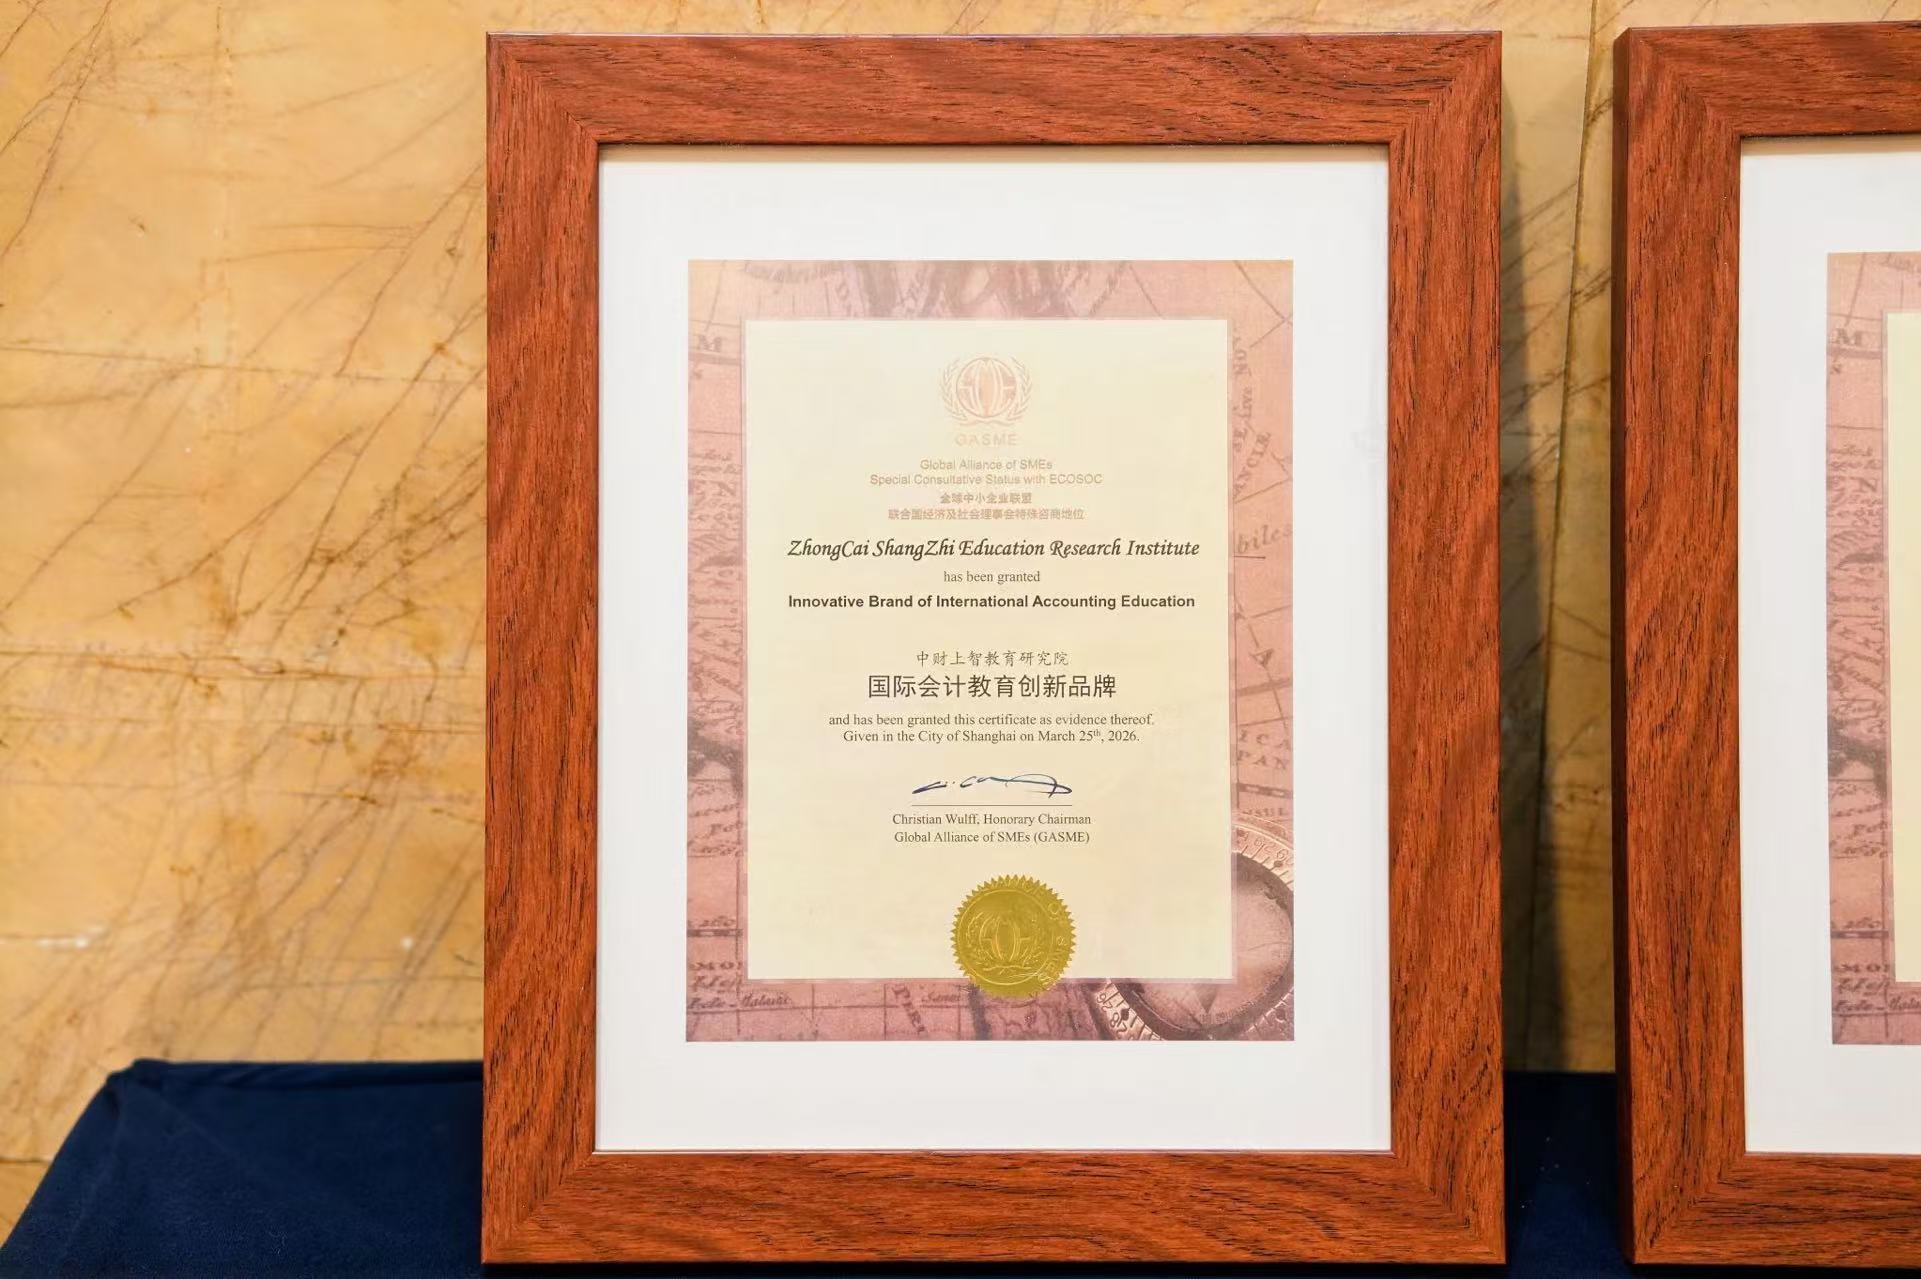 GASME
Global Alliance of SMEs
Special Consultative Status with ECOSOC
全球中小企业联盟
联合国经济及社会理事会特殊咨商地位
ZhongCai ShangZhi Education Research Institute
has been granted
Innovative Brand of International Accounting Education
中财上智教育研究院
国际会计教育创新品牌
and has been granted this certificate as evidence thereof.
Given in the City of Shanghai on March 25th, 2026.
Christian Wulff, Honorary Chairman
Global Alliance of SMEs (GASME)